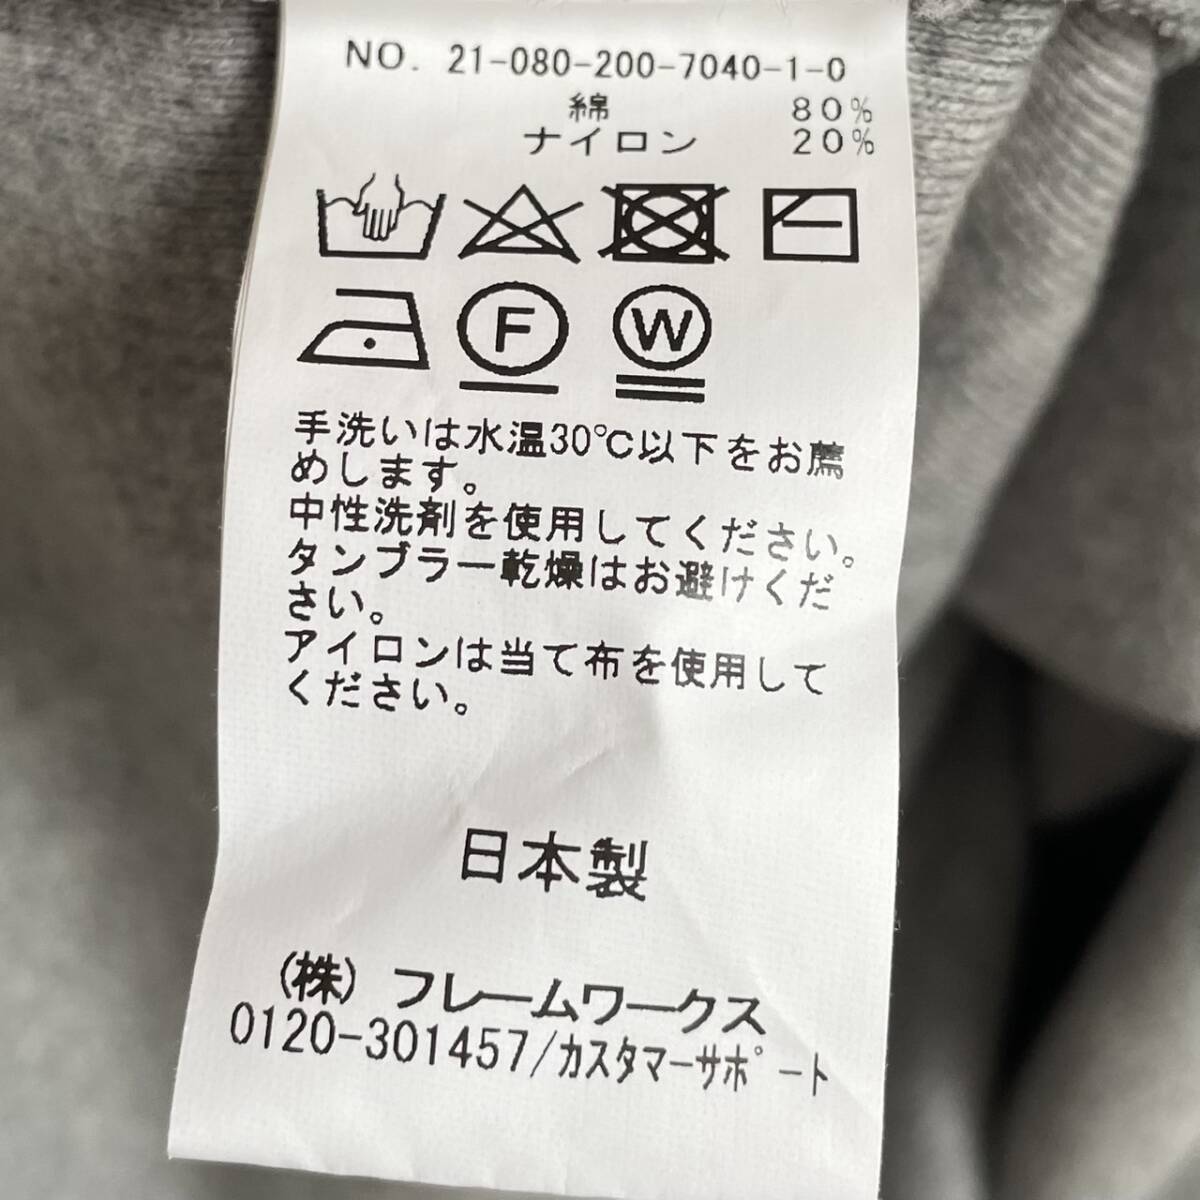 NO. 21-080-200-7040-1-0
綿 80%
ナイロン 20%
F W
手洗いは水温30℃以下をお薦
めします。
中性洗剤を使用してください。
タンブラー乾燥はお避けくだ
さい。
アイロンは当て布を使用して
ください。
日本製
(株)フレームワークス
0120-301457/カスタマーサポート